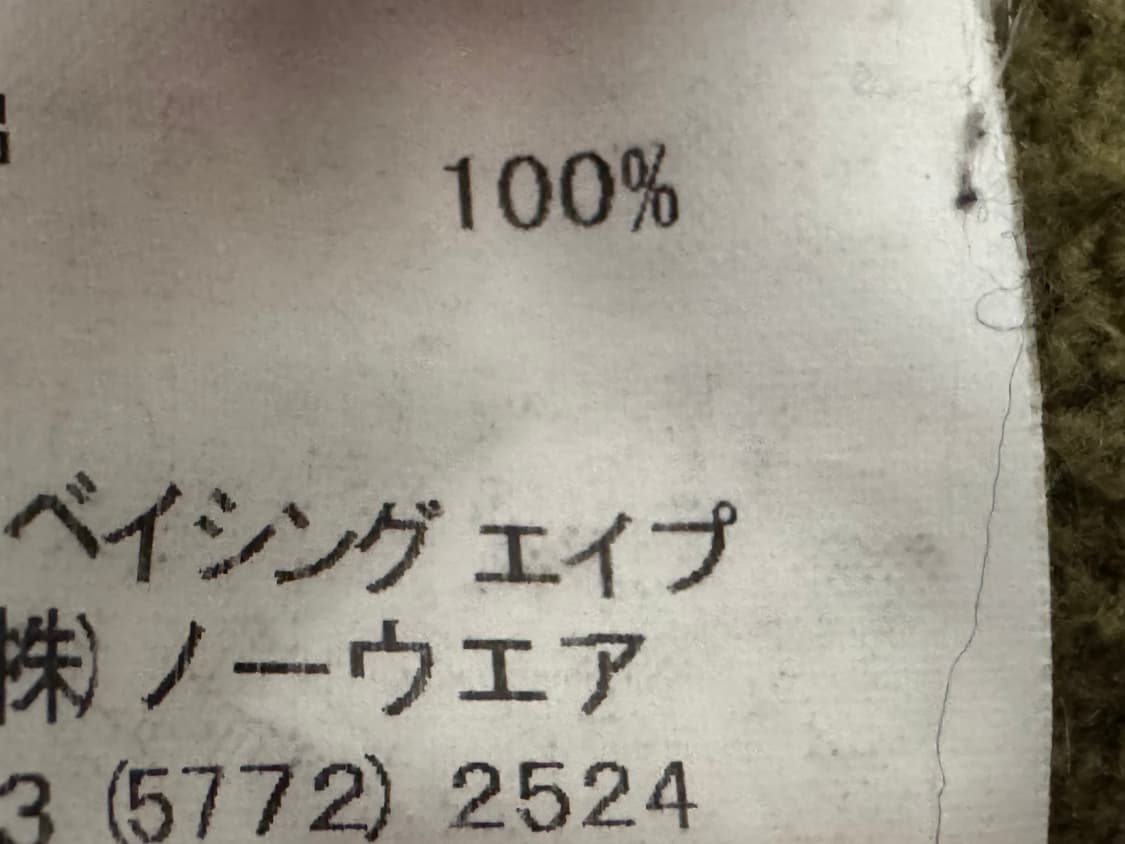 100%
ベイシング エイプ
株) ノーウエア
3 (5772) 2524